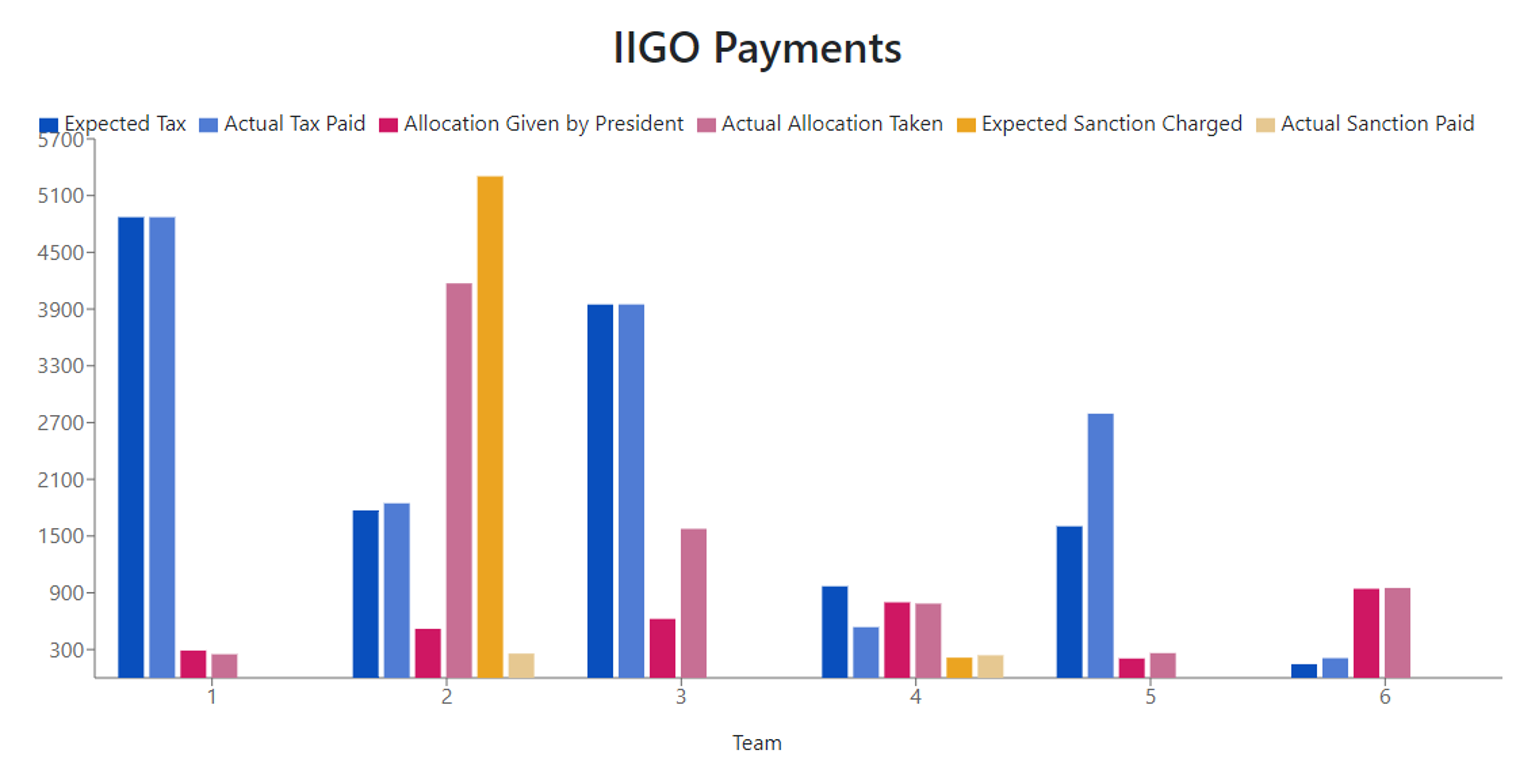 IIGO Payments
Expected Tax Actual Tax Paid Allocation Given by President Actual Allocation Taken Expected Sanction Charged Actual Sanction Paid
5700
5100
4500
3900
3300
2700
2100
1500
900
300
1 2 3 4 5 6
Team